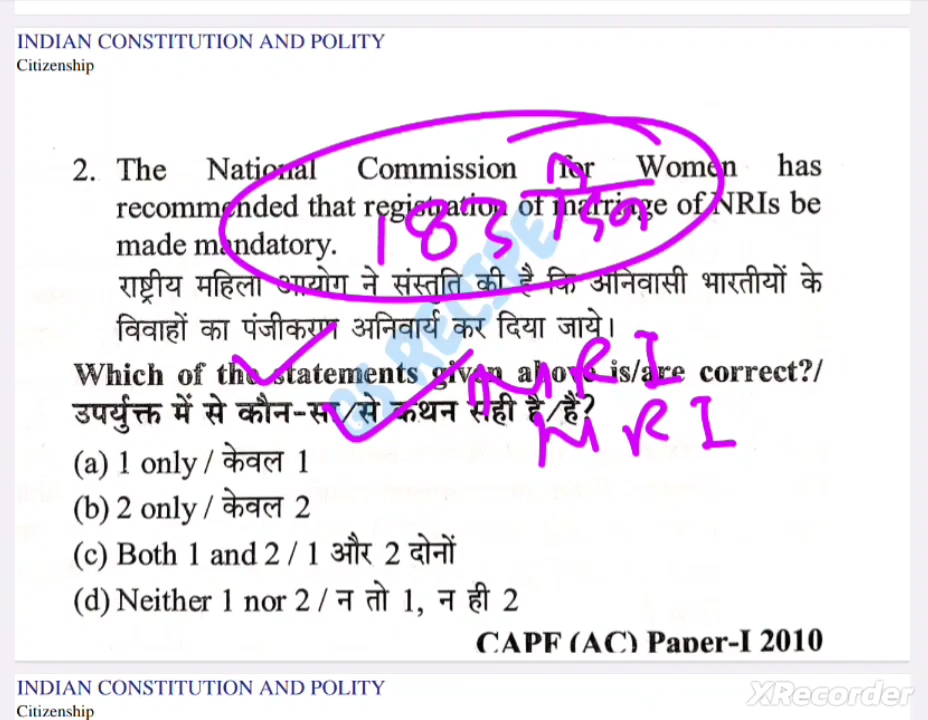 INDIAN CONSTITUTION AND POLITY
Citizenship
2. The National Commission for Women has
recommended that registration of marriage of NRIs be
made mandatory.
183 दिन
राष्ट्रीय महिला आयोग ने संस्तुति की है कि अनिवासी भारतीयों के
विवाहों का पंजीकरण अनिवार्य कर दिया जाये।
Which of the statements given above is/are correct?/
NRI
उपर्युक्त में से कौन-सा/से कथन सही है/हैं?
NRI
(a) 1 only / केवल 1
(b) 2 only / केवल 2
(c) Both 1 and 2 / 1 और 2 दोनों
(d) Neither 1 nor 2 / न तो 1, न ही 2
CAPF (AC) Paper-I 2010
INDIAN CONSTITUTION AND POLITY
Citizenship
XRecorder